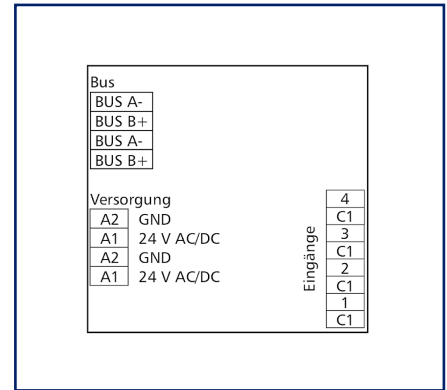 Bus
BUS A-
BUS B+
BUS A-
BUS B+
Versorgung
A2 GND
A1 24 V AC/DC
A2 GND
A1 24 V AC/DC
Eingänge
4
C1
3
C1
2
C1
1
C1